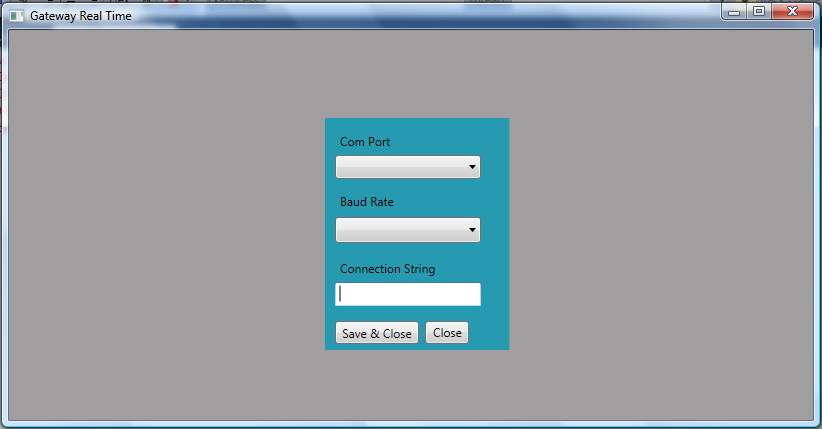 Gateway Real Time
Com Port
Baud Rate
Connection String
Save & Close
Close